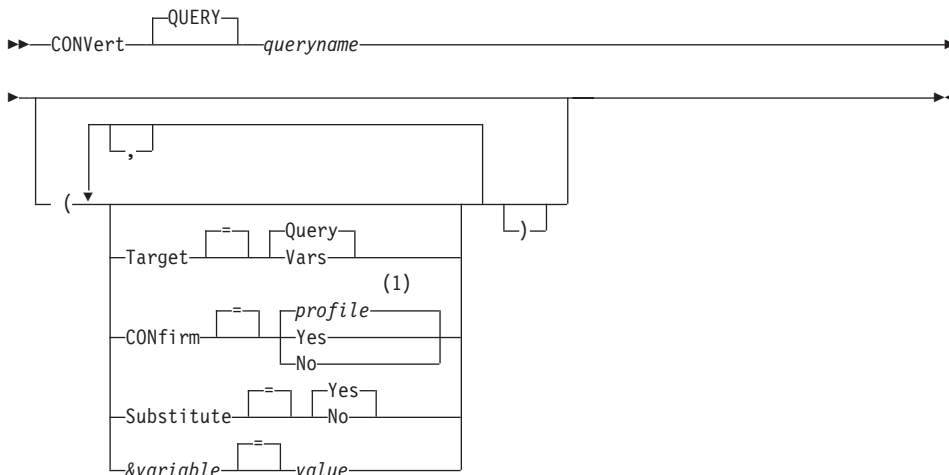 QUERY
CONVert queryname
,
( )
= Query
Target Vars
(1)
= profile
CONfirm Yes
No
= Yes
Substitute No
=
&variable value